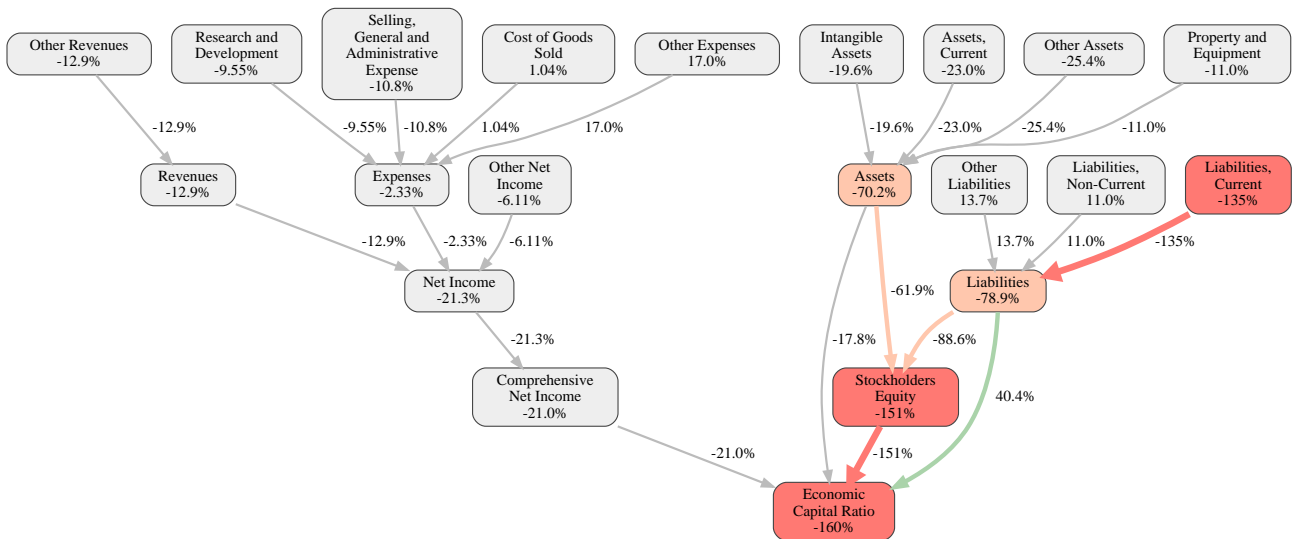 Other Revenues
-12.9%
Research and
Development
-9.55%
Selling,
General and
Administrative
Expense
-10.8%
Cost of Goods
Sold
1.04%
Other Expenses
17.0%
Intangible
Assets
-19.6%
Assets,
Current
-23.0%
Other Assets
-25.4%
Property and
Equipment
-11.0%
-12.9%
-9.55%
-10.8%
1.04%
17.0%
-19.6%
-23.0%
-25.4%
-11.0%
Revenues
-12.9%
Expenses
-2.33%
Other Net
Income
-6.11%
Assets
-70.2%
Other
Liabilities
13.7%
Liabilities,
Non-Current
11.0%
Liabilities,
Current
-135%
-12.9%
-2.33%
-6.11%
13.7%
11.0%
-135%
Net Income
-21.3%
Liabilities
-78.9%
-61.9%
-21.3%
-17.8%
-88.6%
Comprehensive
Net Income
-21.0%
Stockholders
Equity
-151%
40.4%
-21.0%
-151%
Economic
Capital Ratio
-160%